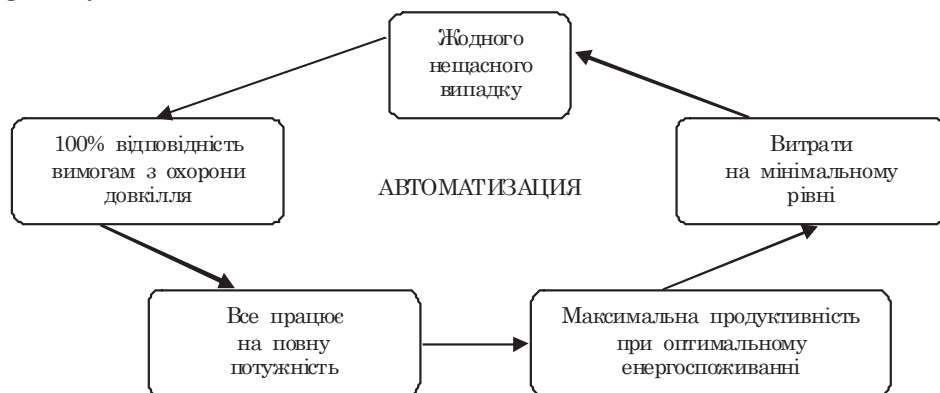 Жодного
нещасного
випадку
100% відповідність
вимогам з охорони
довкілля
АВТОМАТИЗАЦИЯ
Витрати
на мінімальному
рівні
Все працює
на повну
потужність
Максимальна продуктивність
при оптимальному
енергоспоживанні